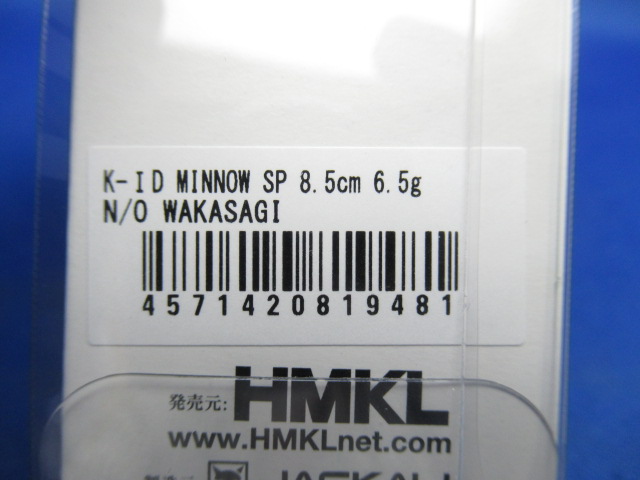 K-ID MINNOW SP 8.5cm 6.5g
N/O WAKASAGI
4571420819481
発売元: HMKL
www.HMKLnet.com